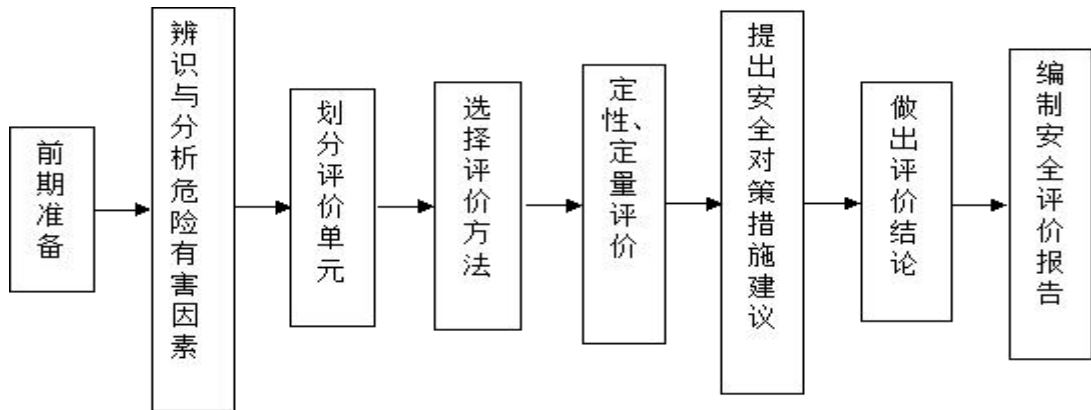 前期准备
辨识与分析危险有害因素
划分评价单元
选择评价方法
定性、定量评价
提出安全对策措施建议
做出评价结论
编制安全评价报告